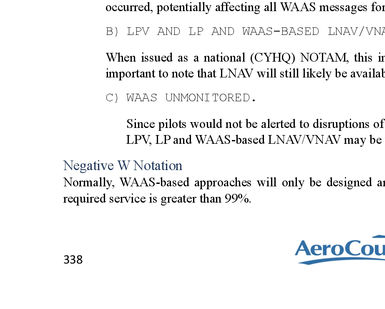 occurred, potentially affecting all WAAS messages for
B) LPV AND LP AND WAAS-BASED LNAV/VNA
When issued as a national (CYHQ) NOTAM, this in
important to note that LNAV will still likely be availab
C) WAAS UNMONITORED.
Since pilots would not be alerted to disruptions of
LPV, LP and WAAS-based LNAV/VNAV may be
Negative W Notation
Normally, WAAS-based approaches will only be designed an
required service is greater than 99%.
338
AeroCou